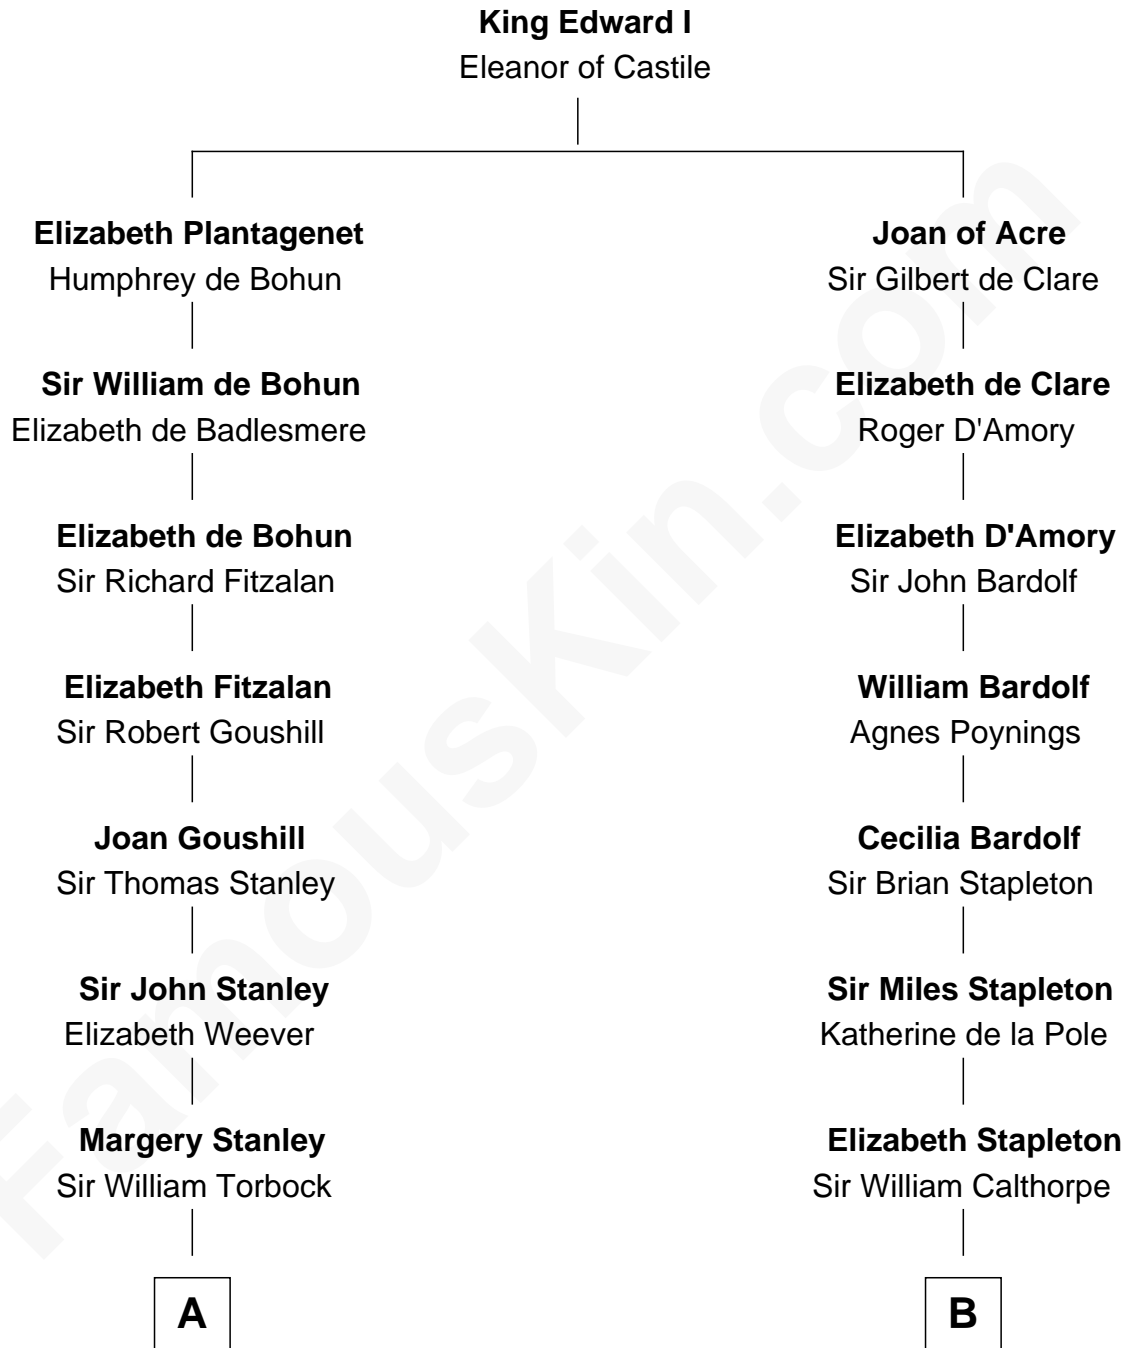 King Edward I
Eleanor of Castile
Elizabeth Plantagenet
Humphrey de Bohun
Joan of Acre
Sir Gilbert de Clare
Sir William de Bohun
Elizabeth de Badlesmere
Elizabeth de Clare
Roger D'Amory
Elizabeth de Bohun
Sir Richard Fitzalan
Elizabeth D'Amory
Sir John Bardolf
Elizabeth Fitzalan
Sir Robert Goushill
William Bardolf
Agnes Poynings
Joan Goushill
Sir Thomas Stanley
Cecilia Bardolf
Sir Brian Stapleton
Sir John Stanley
Elizabeth Weever
Sir Miles Stapleton
Katherine de la Pole
Margery Stanley
Sir William Torbock
Elizabeth Stapleton
Sir William Calthorpe
A
B
FamousKin.com